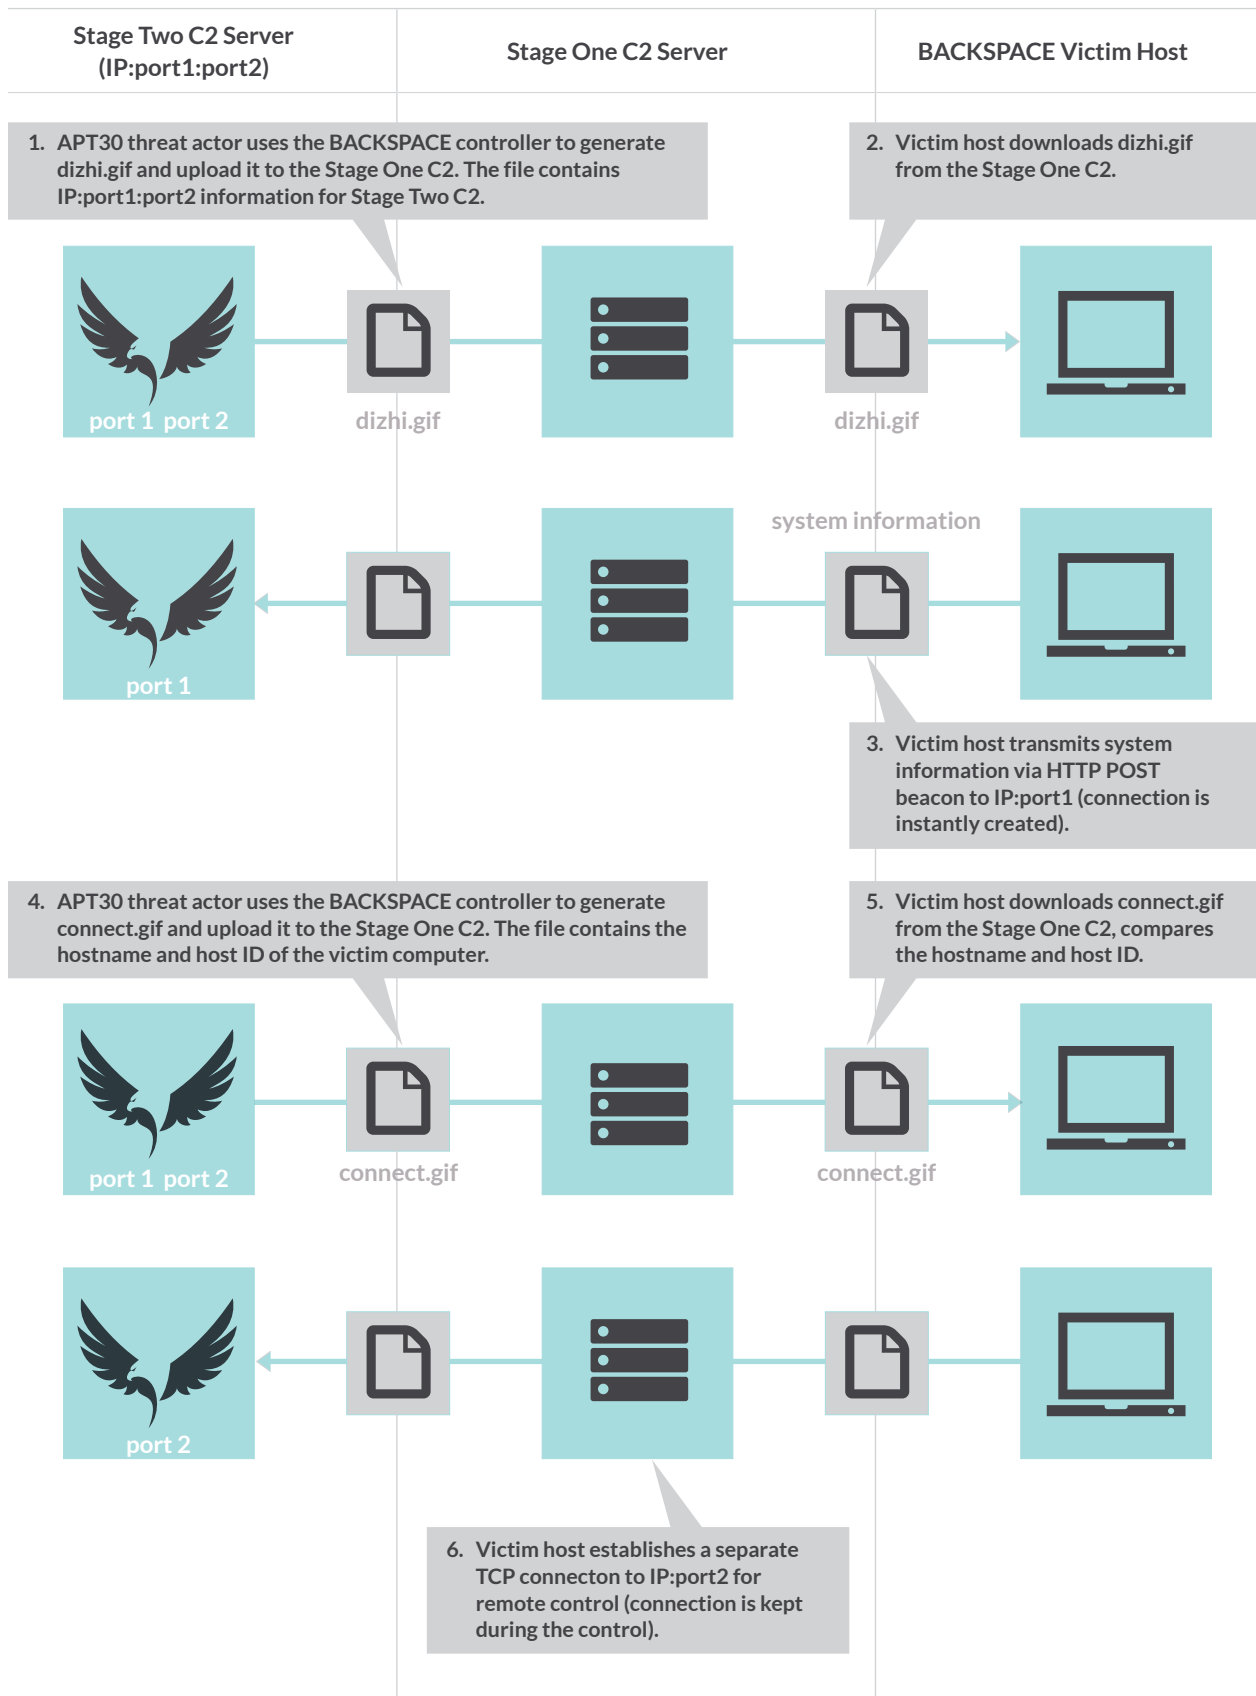 Stage Two C2 Server
(IP:port1:port2)
Stage One C2 Server
BACKSPACE Victim Host
1. APT30 threat actor uses the BACKSPACE controller to generate
dizhi.gif and upload it to the Stage One C2. The file contains
IP:port1:port2 information for Stage Two C2.
2. Victim host downloads dizhi.gif
from the Stage One C2.
port 1 port 2
dizhi.gif
dizhi.gif
system information
port 1
3. Victim host transmits system
information via HTTP POST
beacon to IP:port1 (connection is
instantly created).
4. APT30 threat actor uses the BACKSPACE controller to generate
connect.gif and upload it to the Stage One C2. The file contains the
hostname and host ID of the victim computer.
5. Victim host downloads connect.gif
from the Stage One C2, compares
the hostname and host ID.
port 1 port 2
connect.gif
connect.gif
port 2
6. Victim host establishes a separate
TCP connecton to IP:port2 for
remote control (connection is kept
during the control).